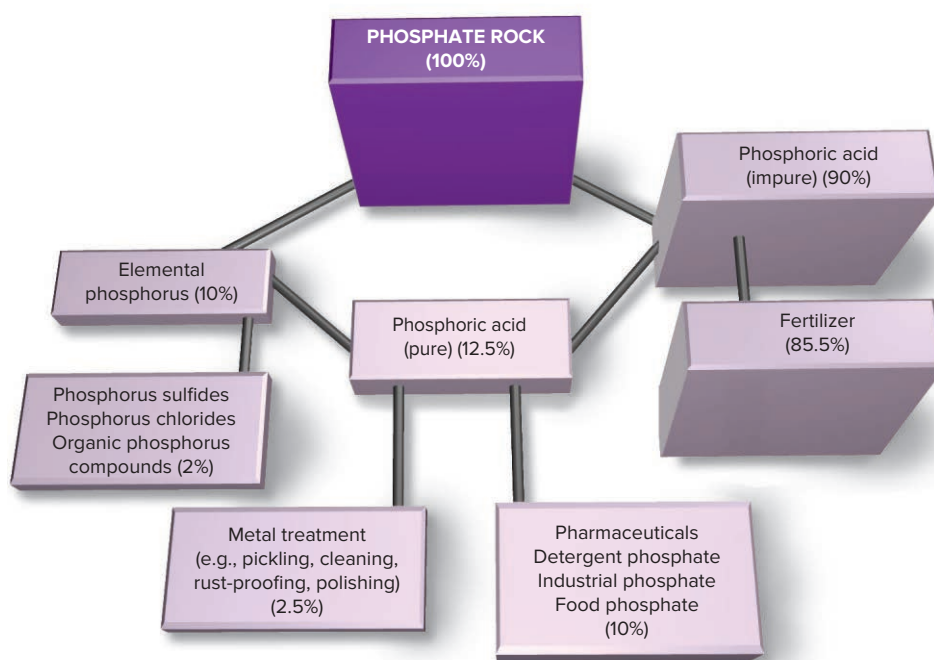 PHOSPHATE ROCK
(100%)
Phosphoric acid
(impure) (90%)
Elemental
phosphorus (10%)
Phosphoric acid
(pure) (12.5%)
Fertilizer
(85.5%)
Phosphorus sulfides
Phosphorus chlorides
Organic phosphorus
compounds (2%)
Metal treatment
(e.g., pickling, cleaning,
rust-proofing, polishing)
(2.5%)
Pharmaceuticals
Detergent phosphate
Industrial phosphate
Food phosphate
(10%)